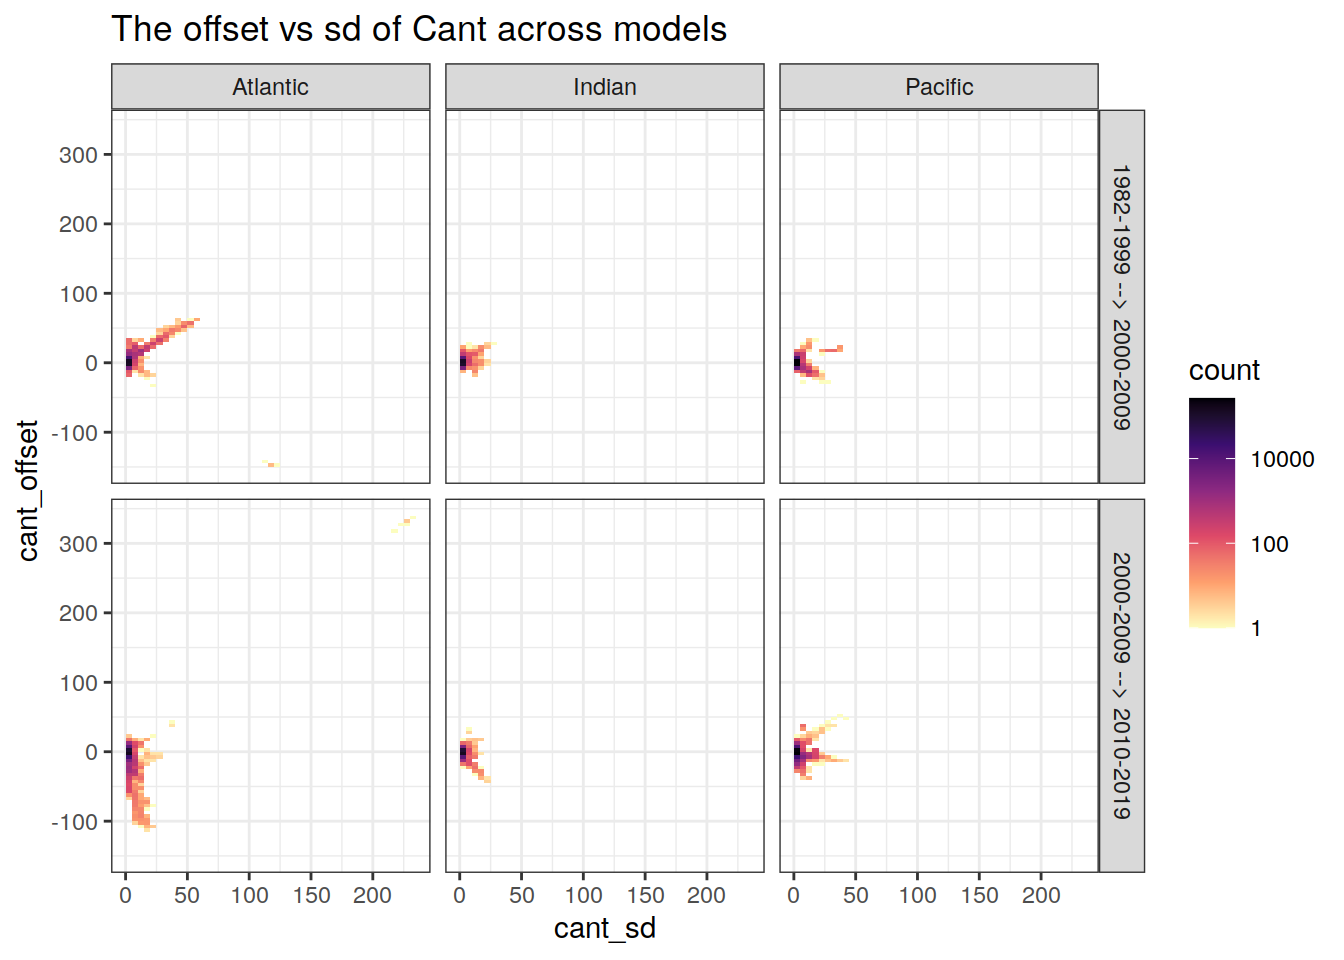 The offset vs sd of Cant across models
Atlantic
Indian
Pacific
300
200
100
0
-100
1982-1999 --> 2000-2009
300
200
100
0
-100
2000-2009 --> 2010-2019
0 50 100 150 200
0 50 100 150 200
0 50 100 150 200
cant_sd
cant_offset
count
10000
100
1